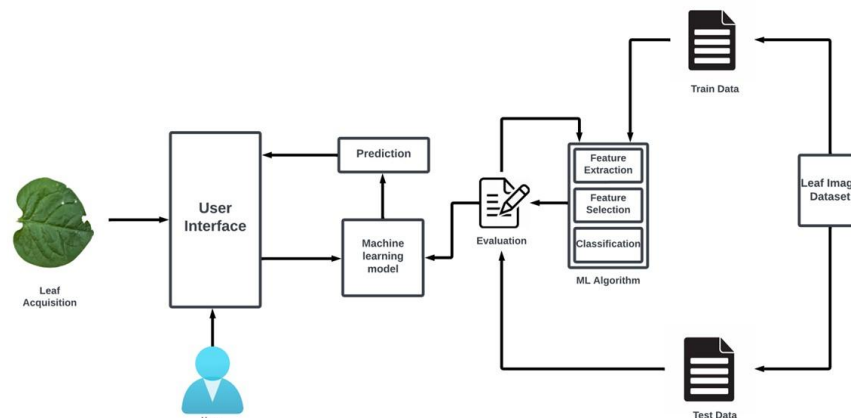 Train Data
Prediction
Feature
Extraction
Leaf Imag
Dataset
User
Interface
Feature
Selection
Machine
learning
model
Evaluation
Classification
ML Algorithm
Leaf
Acquisition
Test Data